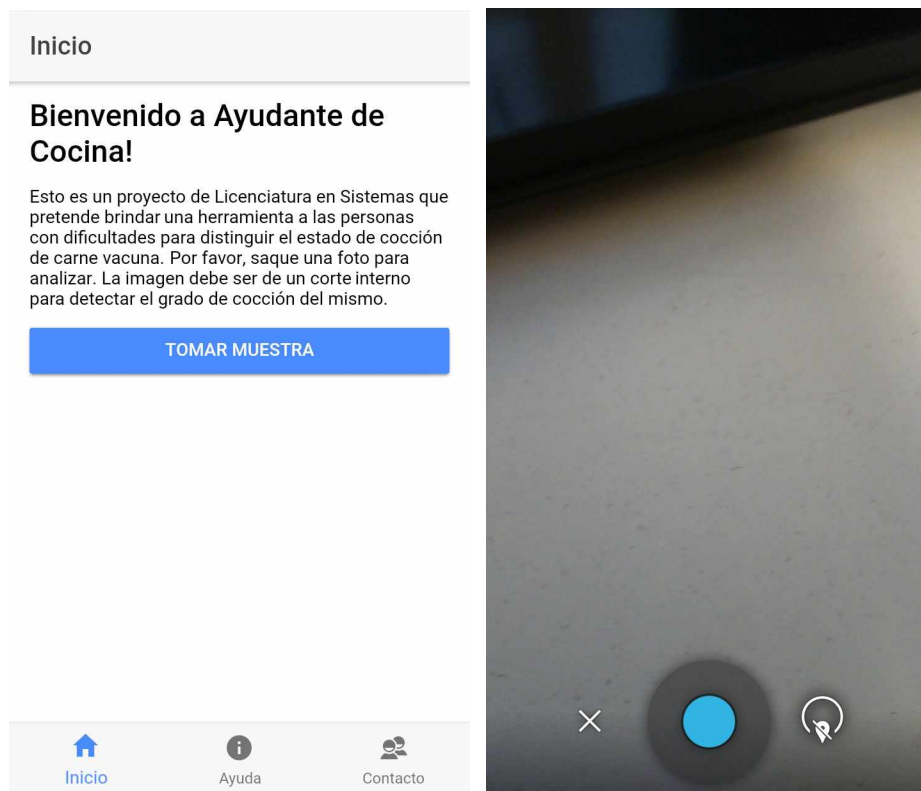 Inicio
Bienvenido a Ayudante de
Cocina!
Esto es un proyecto de Licenciatura en Sistemas que
pretende brindar una herramienta a las personas
con dificultades para distinguir el estado de cocción
de carne vacuna. Por favor, saque una foto para
analizar. La imagen debe ser de un corte interno
para detectar el grado de cocción del mismo.
TOMAR MUESTRA
Inicio
Ayuda
Contacto